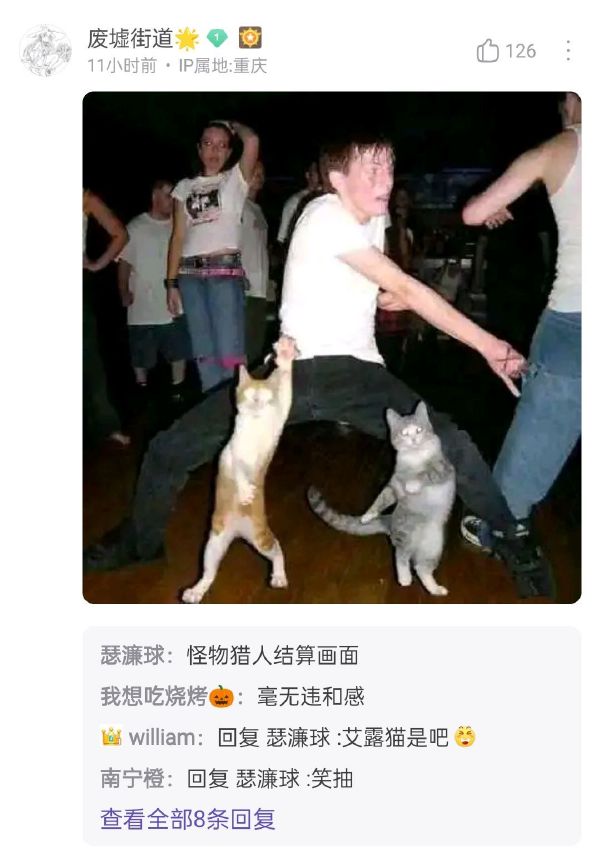 废墟街道
1
11小时前 · IP属地:重庆
126
瑟濂球：怪物猎人结算画面
我想吃烧烤：毫无违和感
william：回复 瑟濂球 :艾露猫是吧
南宁橙：回复 瑟濂球 :笑抽
查看全部8条回复